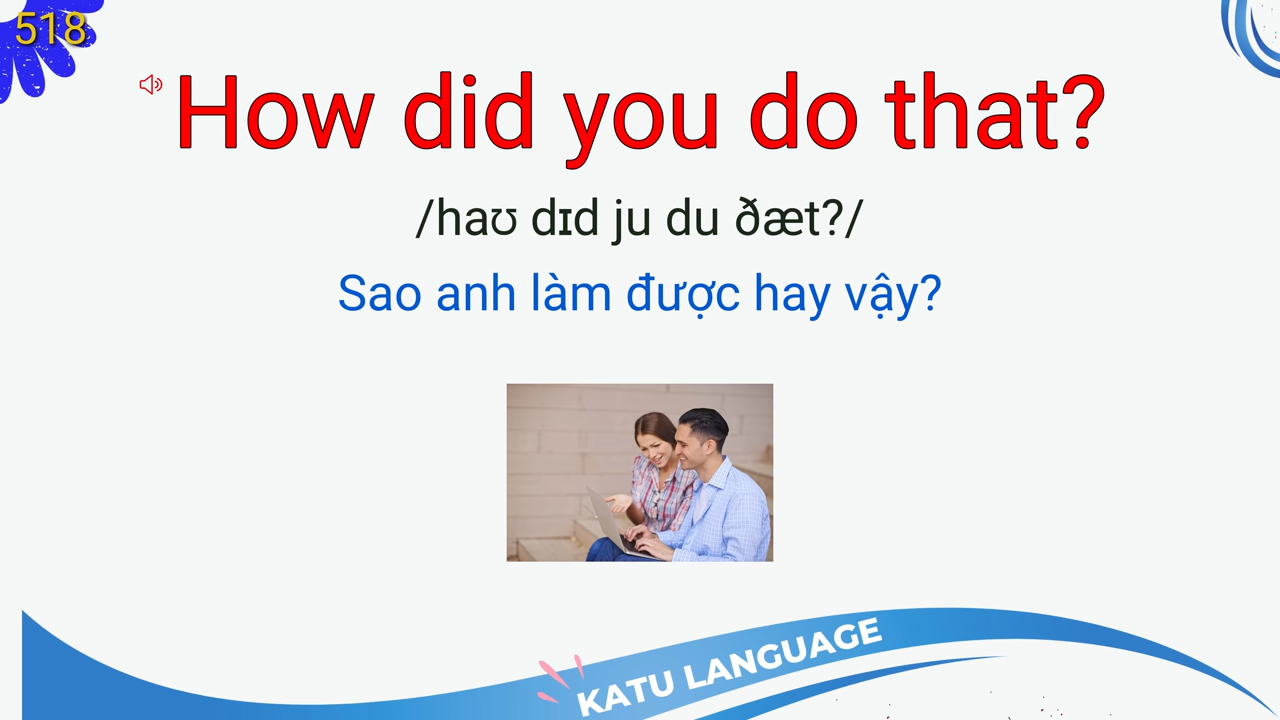 518
How did you do that?
/haʊ dɪd ju du ðæt?/
Sao anh làm được hay vậy?
KATU LANGUAGE